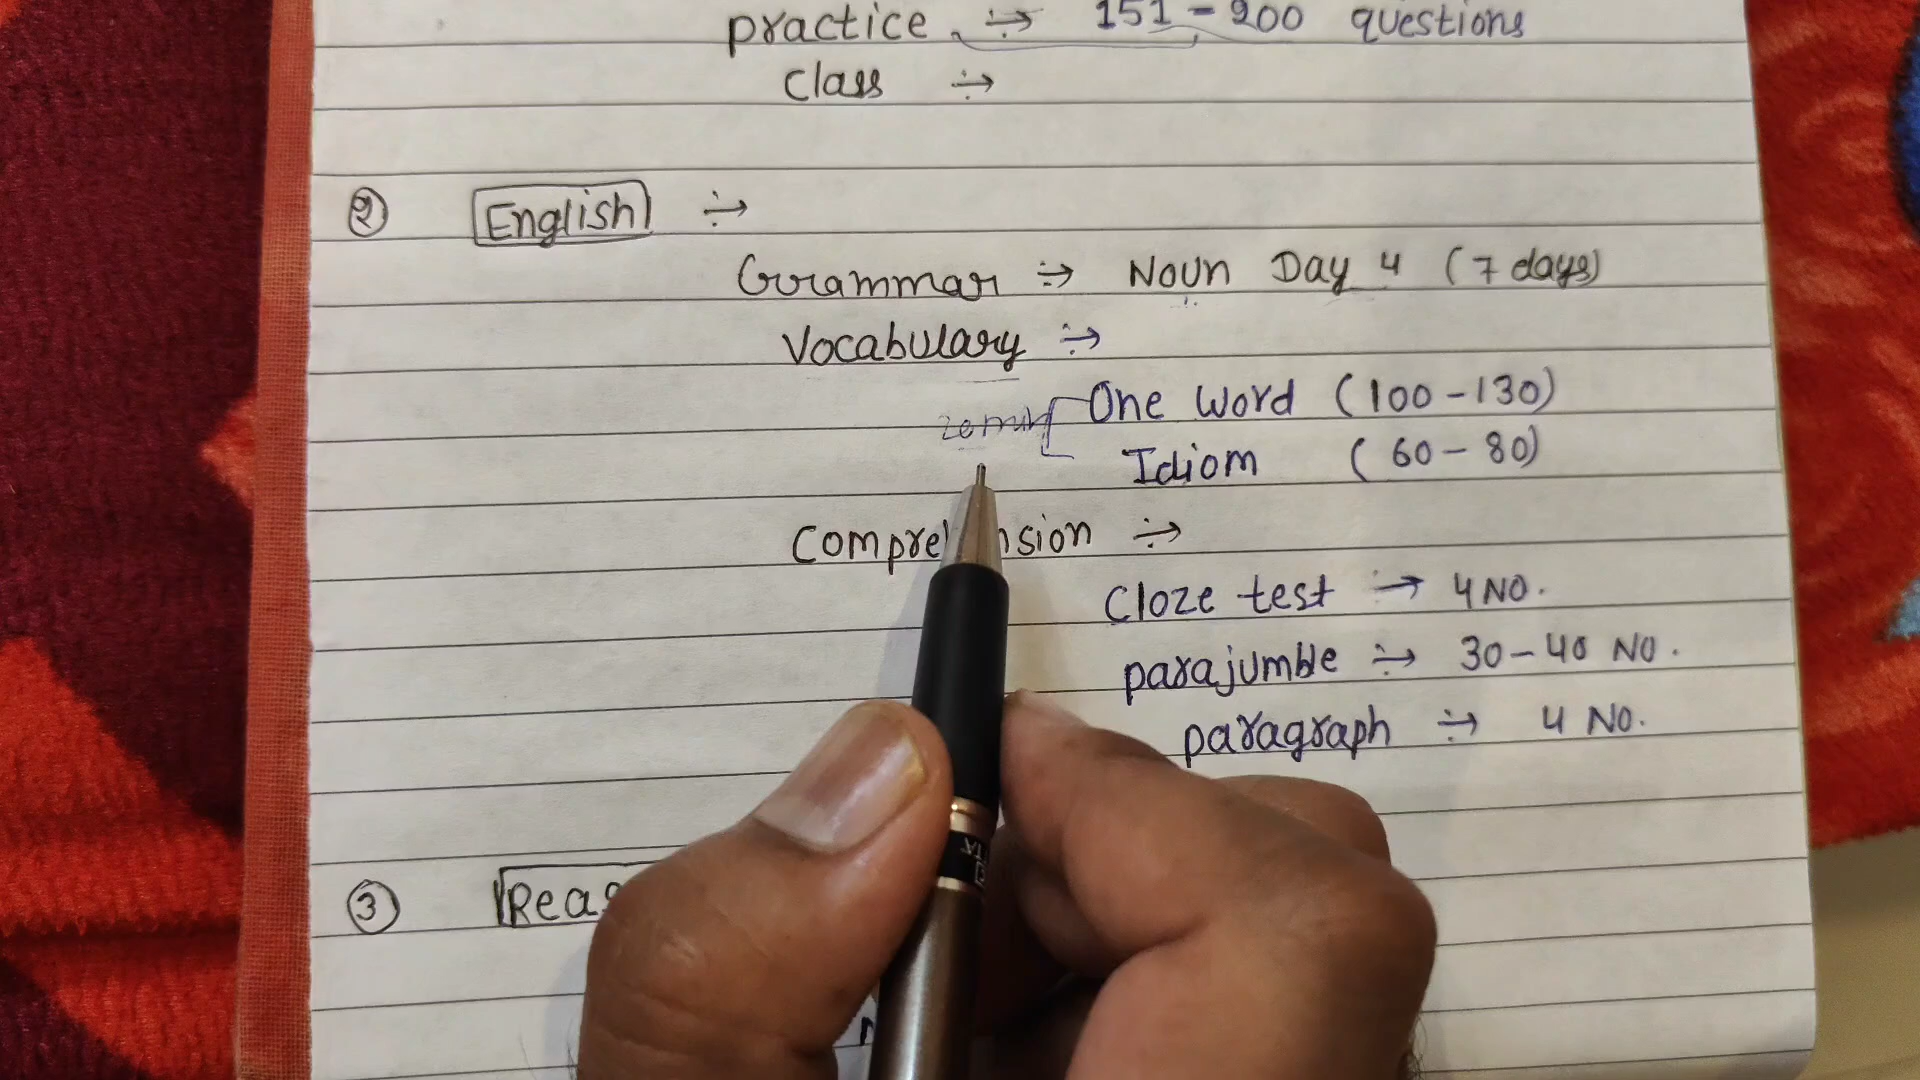 practice ÷> 151 - 200 questions
Class ÷>
② English ÷>
Grammar ÷> Noun Day 4 (7 days)
Vocabulary ÷>
One Word (100 - 130)
Idiom (60 - 80)
÷>
Cloze test → 4 NO.
parajumble ÷> 30 - 40 NO.
paragraph ÷> 4 NO.
③